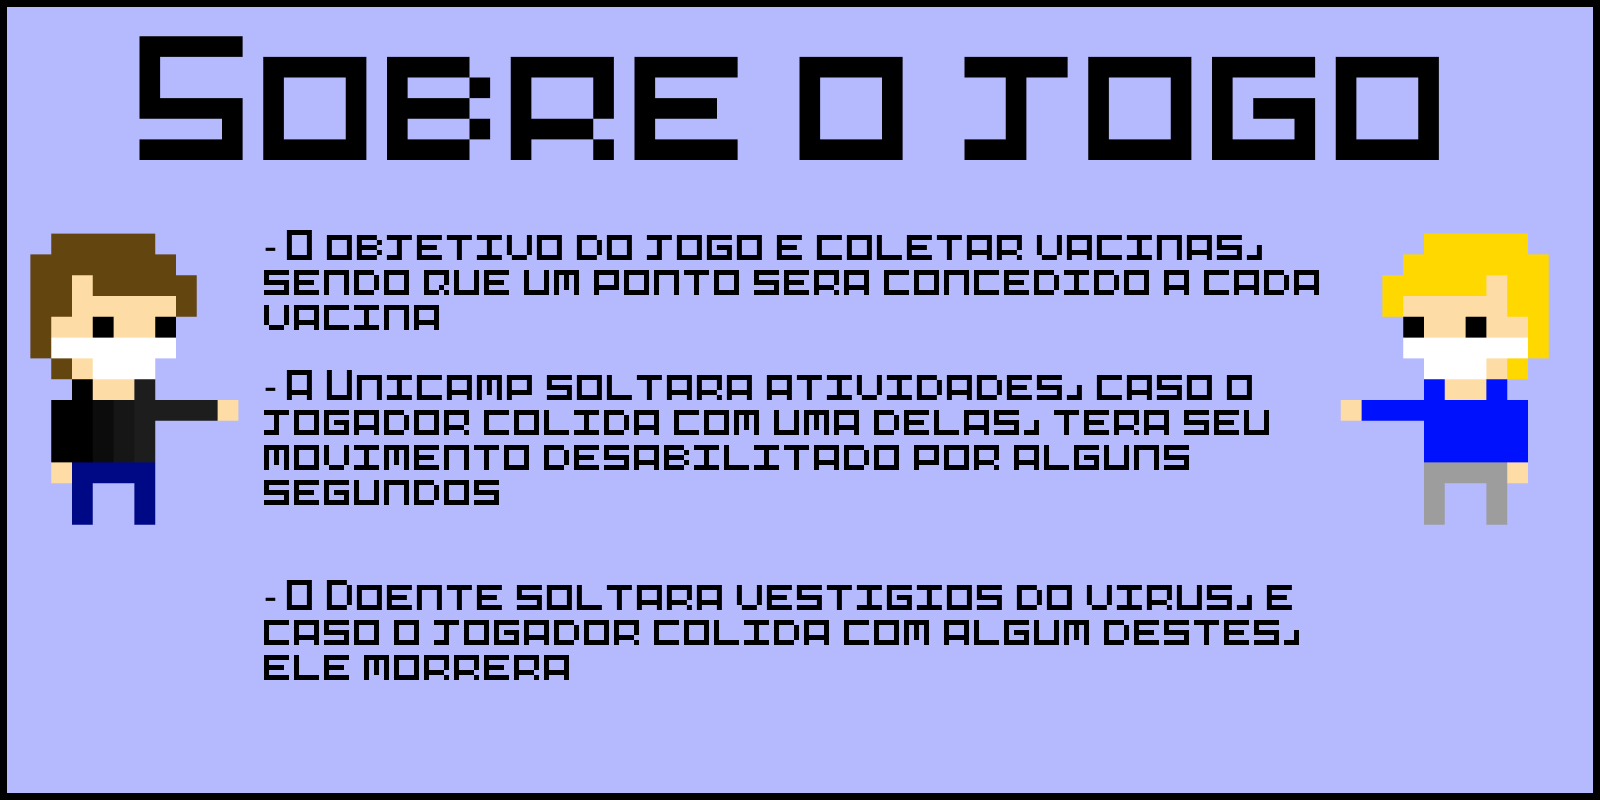 Sobre o jogo
- O objetivo do jogo e coletar vacinas,
sendo que um ponto sera concedido a cada
vacina
- A Unicamp soltara atividades, caso o
jogador colida com uma delas, tera seu
movimento desabilitado por alguns
segundos
- O Doente soltara vestigios do virus, e
caso o jogador colida com algum destes,
ele morrera